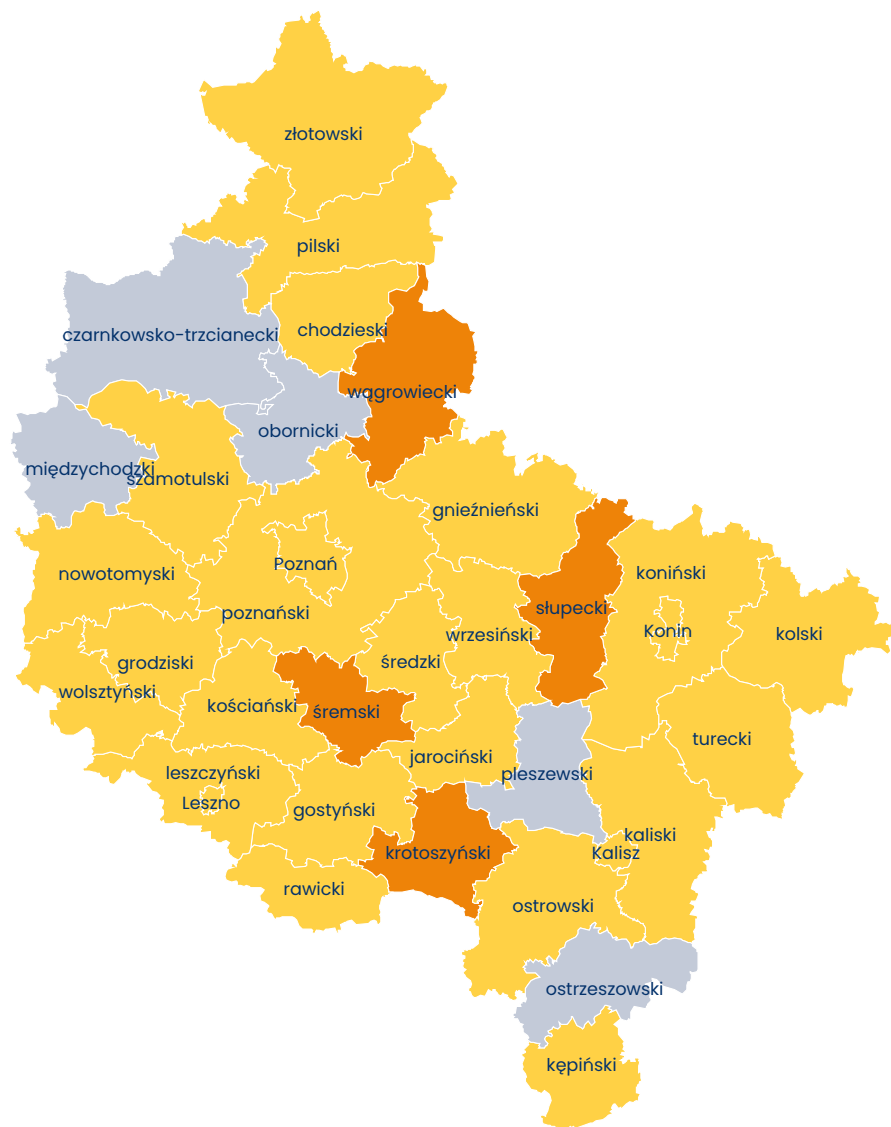 złotowski
pilski
chodzieski
czarnkowsko-trzcianecki
wągrowiecki
obornicki
międzychodzki
szamotulski
gnieźnieński
Poznań
nowotomyski
koniński
słupecki
poznański
Konin
kolski
wrzesiński
średzki
grodziski
wolsztyński
kościański
śremski
turecki
jarociński
leszczyński
pleszewski
Leszno
gostyński
kaliski
Kalisz
krotoszyński
rawicki
ostrowski
ostrzeszowski
kępiński